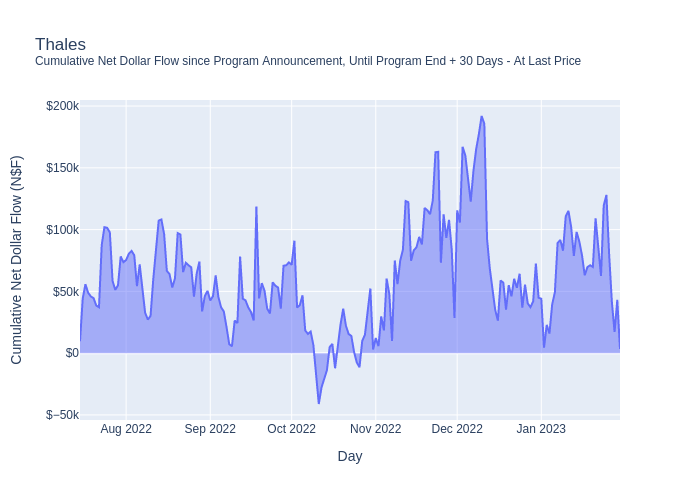 Thales
Cumulative Net Dollar Flow since Program Announcement, Until Program End + 30 Days - At Last Price
Cumulative Net Dollar Flow (N$F)
$200k
$150k
$100k
$50k
$0
$−50k
Aug 2022 Sep 2022 Oct 2022 Nov 2022 Dec 2022 Jan 2023
Day